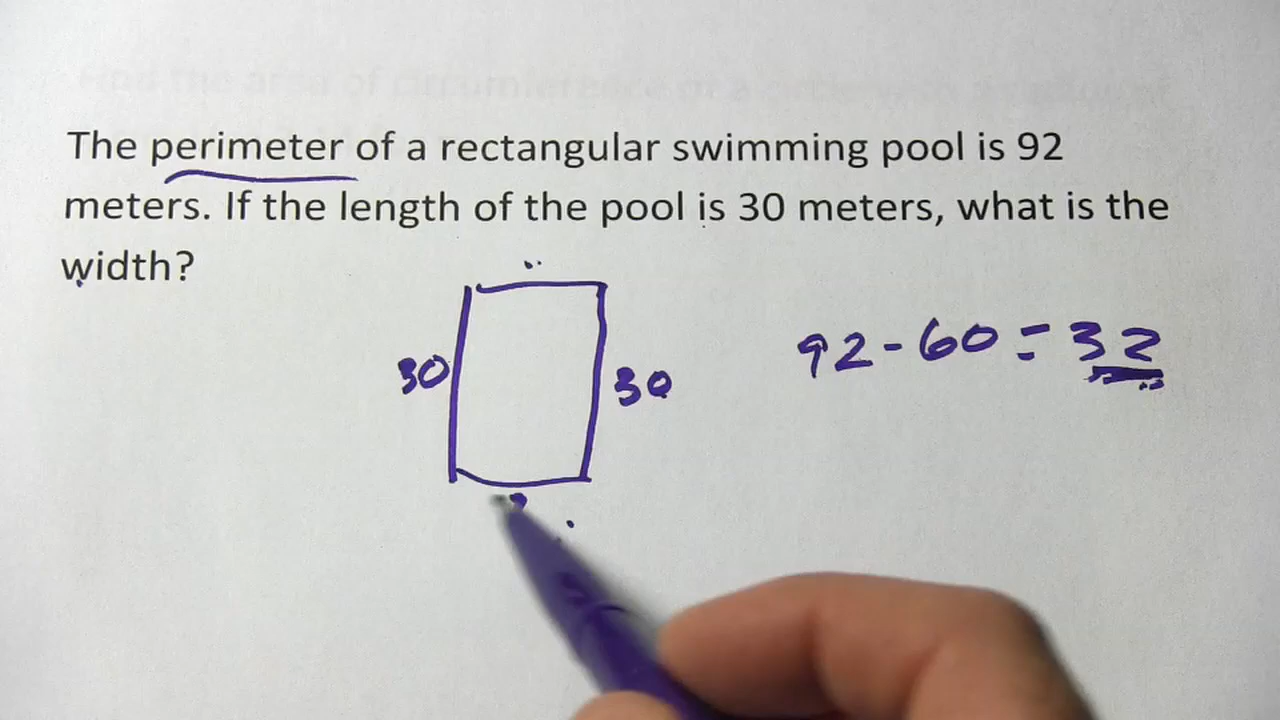 The perimeter of a rectangular swimming pool is 92
meters. If the length of the pool is 30 meters, what is the
width?
92 - 60 = 32
30
30